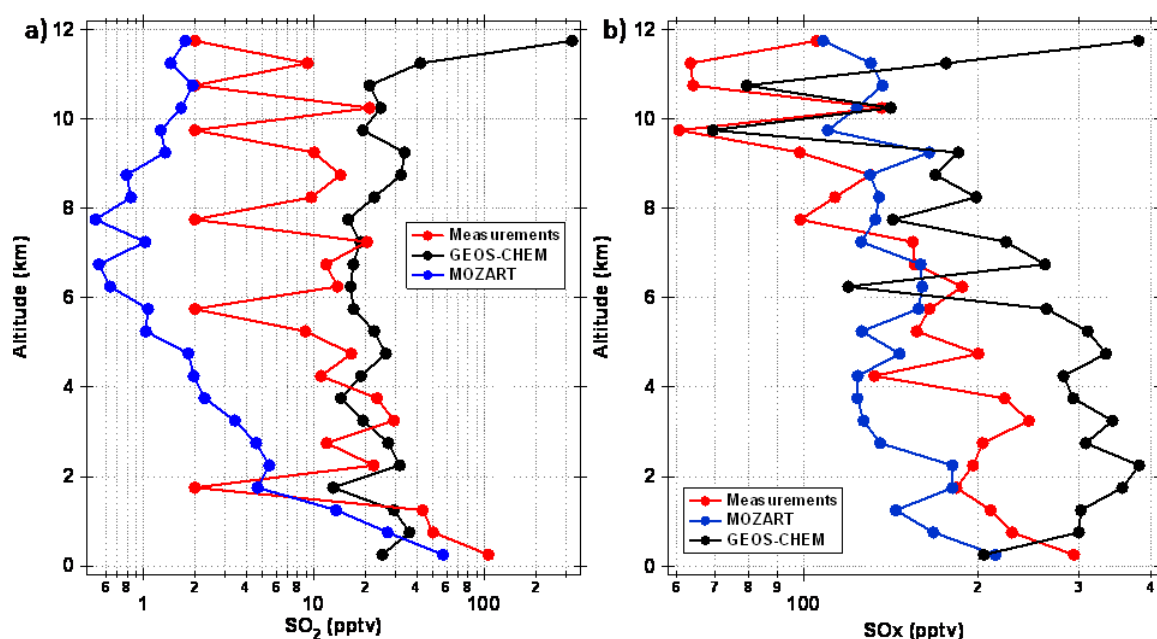 a)
12
10
8
6
4
2
0
Altitude (km)
Measurements
GEOS-CHEM
MOZART
6 8 2 4 6 8 2 4 6 8 2
1 10 100
SO2 (pptv)
b)
12
10
8
6
4
2
0
Altitude (km)
Measurements
MOZART
GEOS-CHEM
6 7 8 9 2 3 4
100
SOx (pptv)